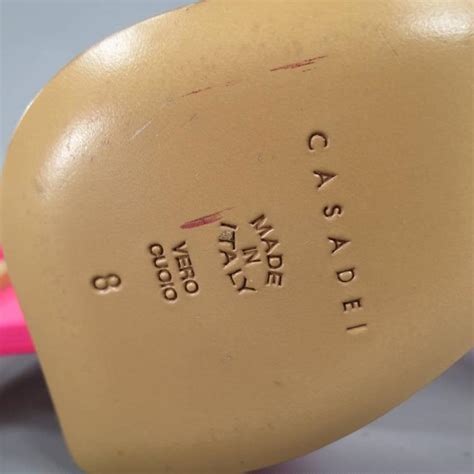 CASADEI
MADE
IN
ITALY
VERO
CUOIO
8